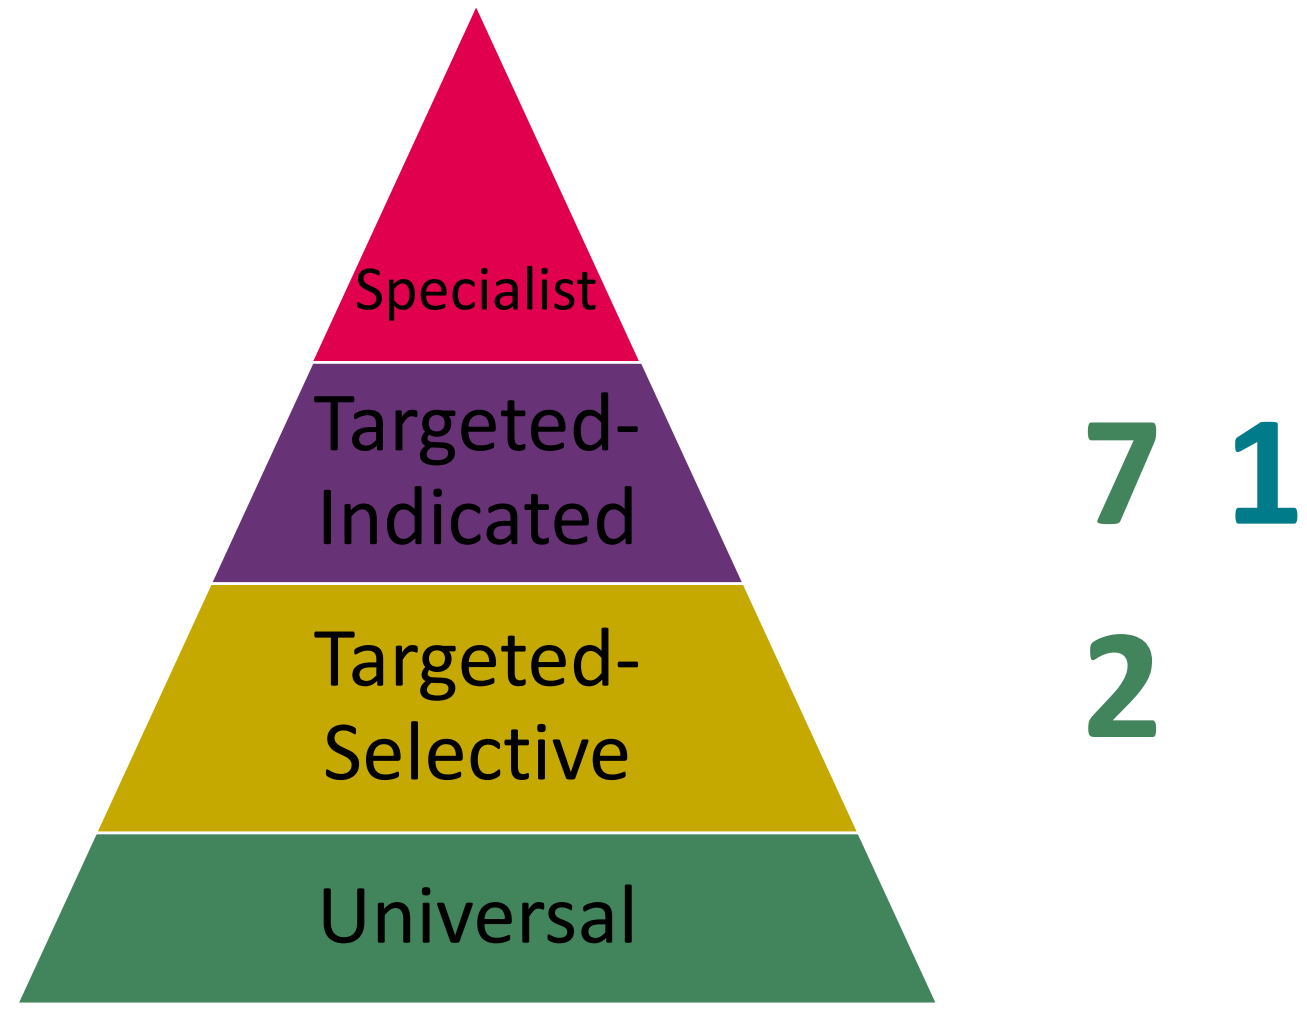 Specialist
Targeted-
Indicated
7 1
Targeted-
Selective
2
Universal